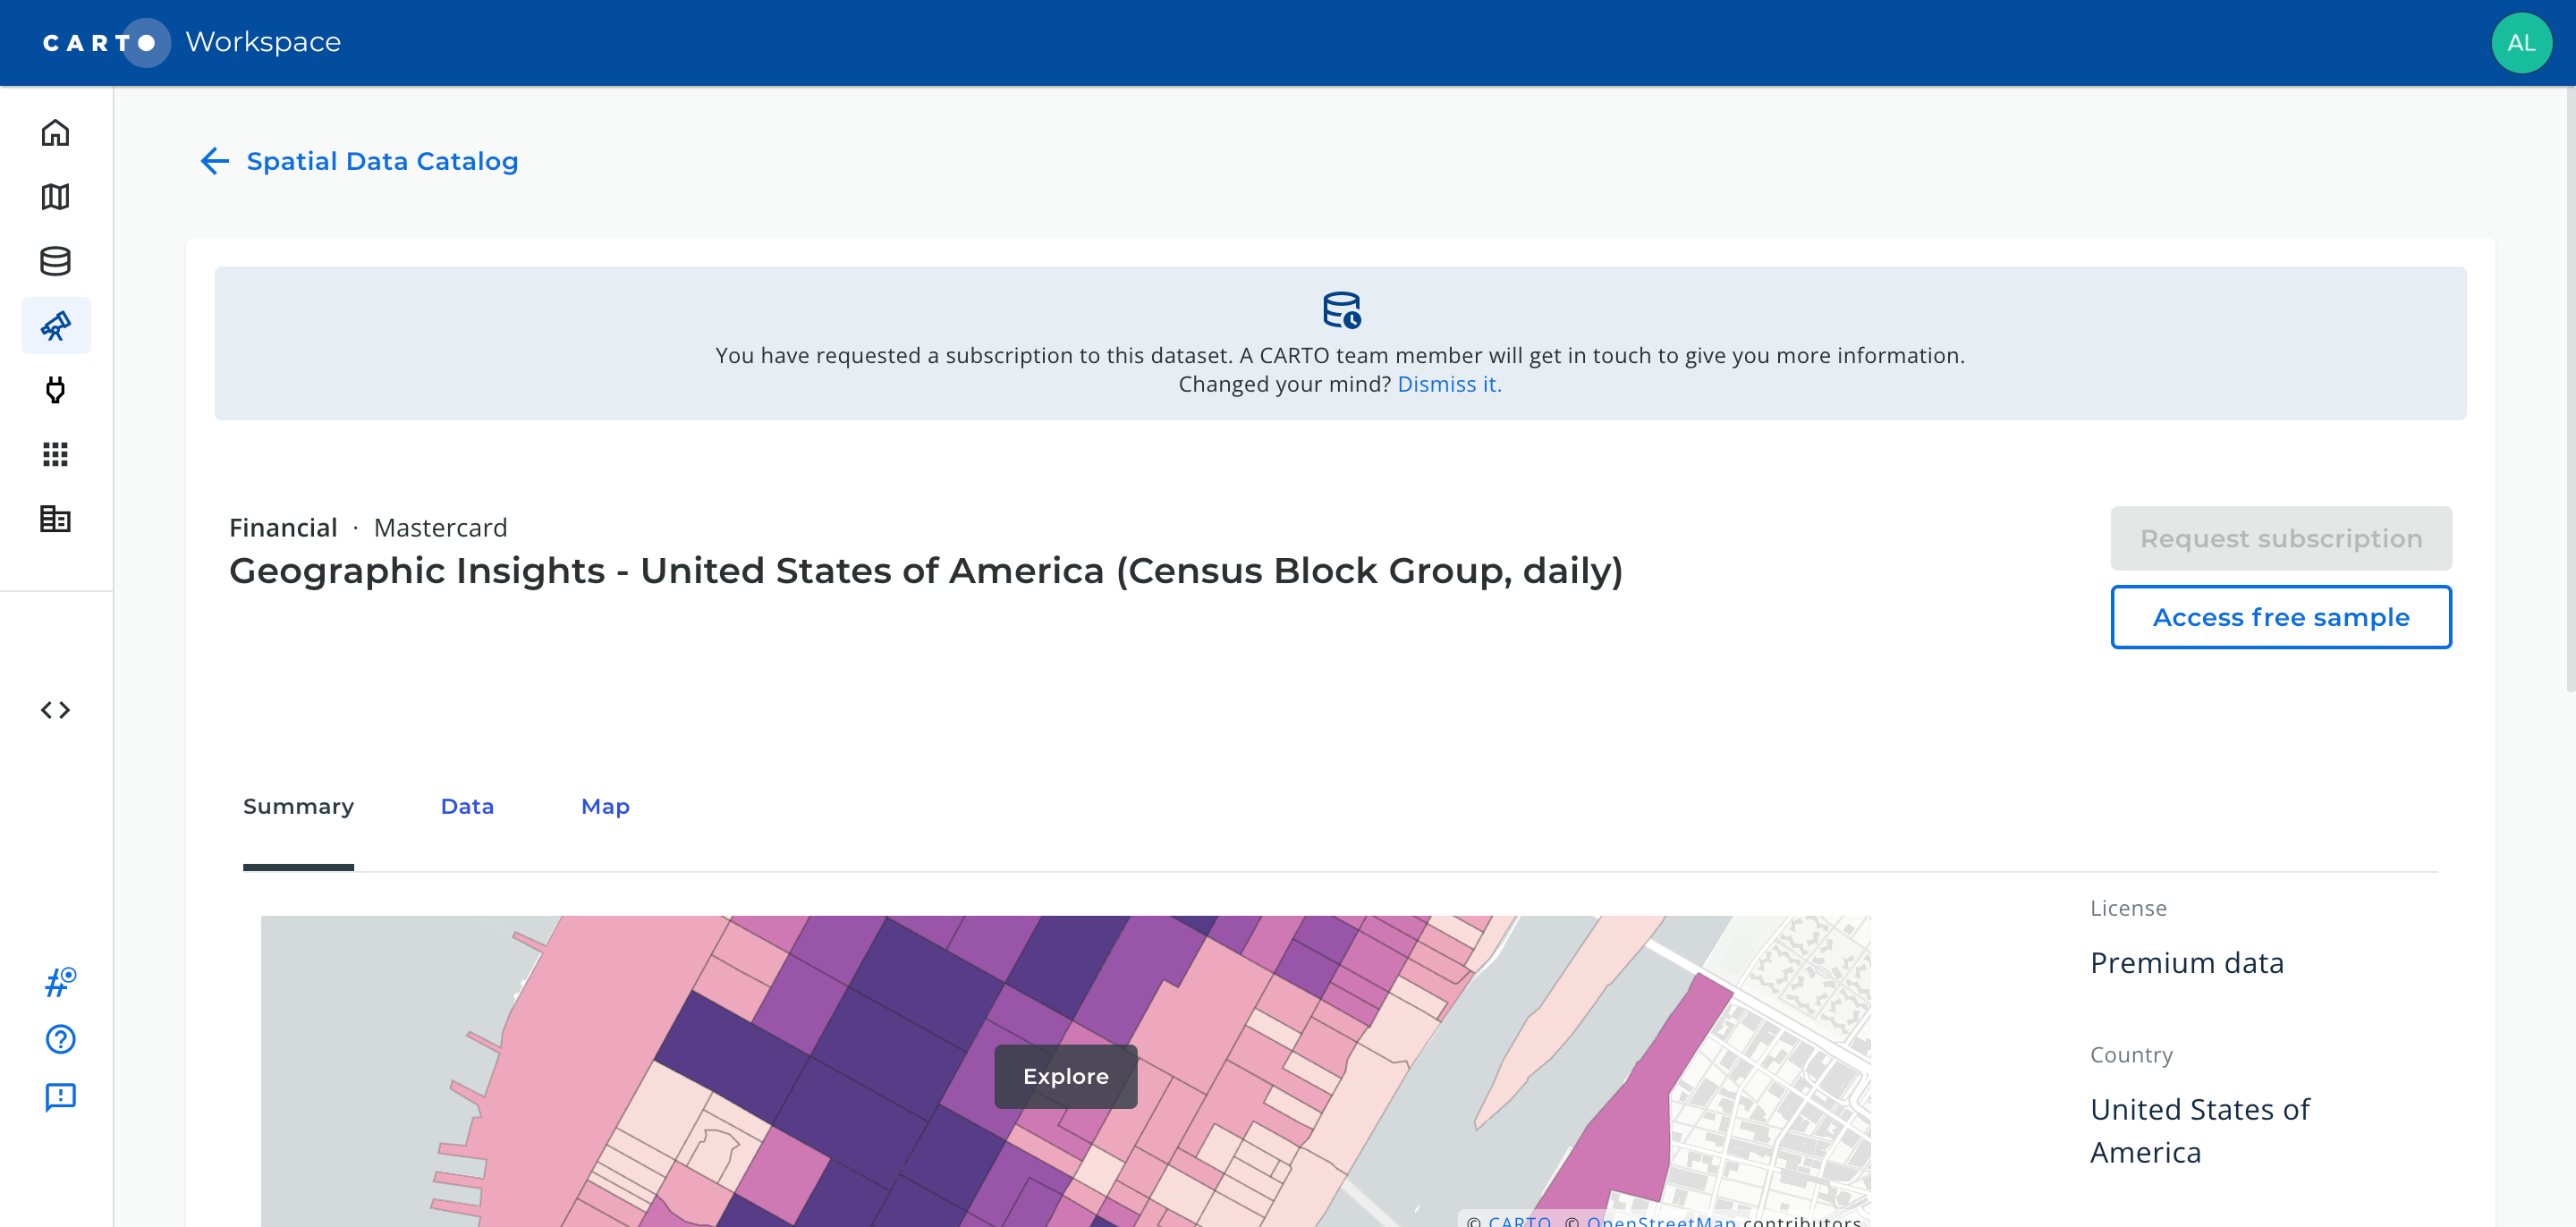 CARTO Workspace
AL
Spatial Data Catalog
You have requested a subscription to this dataset. A CARTO team member will get in touch to give you more information.
Changed your mind? Dismiss it.
Financial · Mastercard
Geographic Insights - United States of America (Census Block Group, daily)
Request subscription
Access free sample
Summary
Data
Map
Explore
License
Premium data
Country
United States of
America
© CARTO, © OpenStreetMap contributors